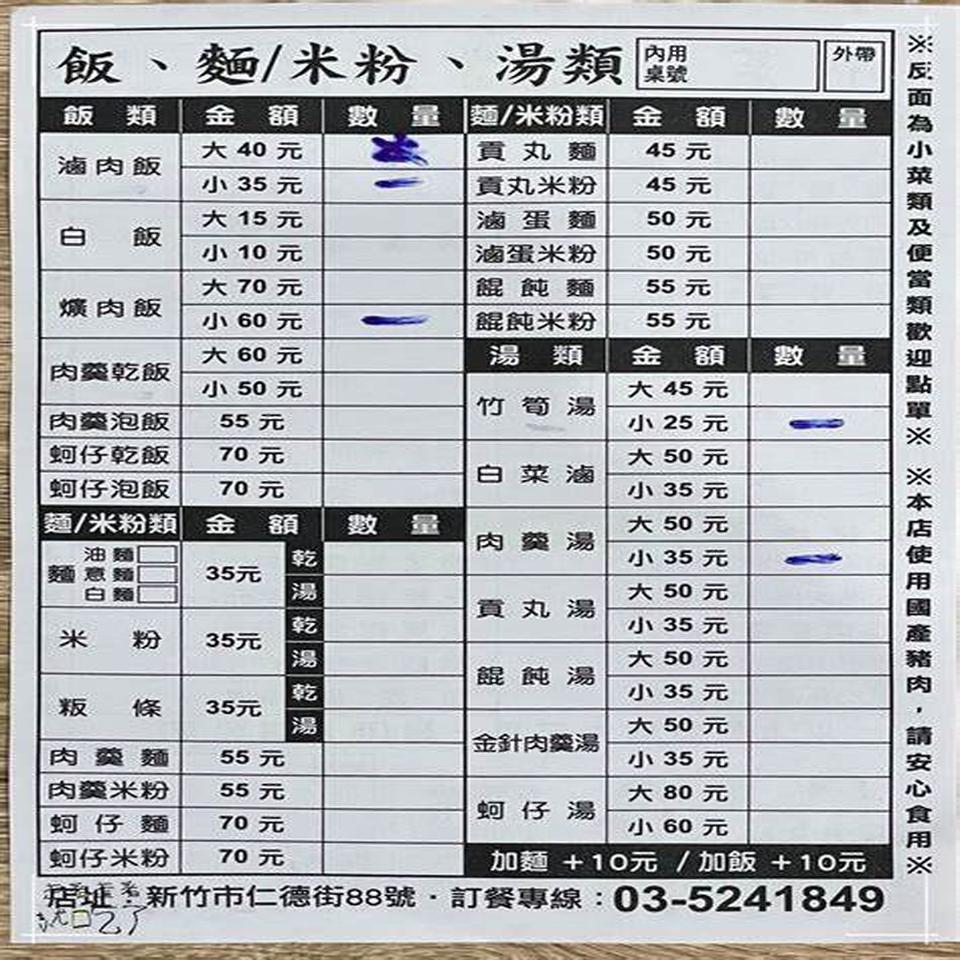 飯、麵/米粉、湯類
內用
桌號
外帶
飯類 金額 數量
滷肉飯 大 40 元
小 35 元
白飯 大 15 元
小 10 元
爌肉飯 大 70 元
小 60 元
肉羹乾飯 大 60 元
小 50 元
肉羹泡飯 55 元
蚵仔乾飯 70 元
蚵仔泡飯 70 元
麵/米粉類 金額 數量
麵 油麵 意麵 白麵 35元 乾 湯
米粉 35元 乾 湯
粄條 35元 乾 湯
肉羹麵 55 元
肉羹米粉 55 元
蚵仔麵 70 元
蚵仔米粉 70 元
麵/米粉類 金額 數量
貢丸麵 45 元
貢丸米粉 45 元
滷蛋麵 50 元
滷蛋米粉 50 元
餛飩麵 55 元
餛飩米粉 55 元
湯類 金額 數量
竹筍湯 大 45 元
小 25 元
白菜滷 大 50 元
小 35 元
肉羹湯 大 50 元
小 35 元
貢丸湯 大 50 元
小 35 元
餛飩湯 大 50 元
小 35 元
金針肉羹湯 大 50 元
小 35 元
蚵仔湯 大 80 元
小 60 元
加麵 +10元 / 加飯 +10元
店址:新竹市仁德街88號・訂餐專線:03-5241849
※反面為小菜類及便當類歡迎點單※ ※本店使用國產豬肉,請安心食用※